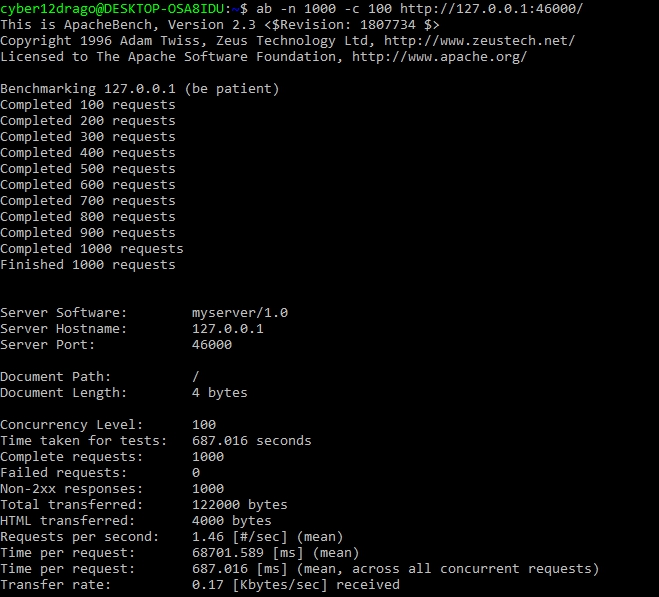 cyber12drago@DESKTOP-OSA8IDU:~$ ab -n 1000 -c 100 http://127.0.0.1:46000/
This is ApacheBench, Version 2.3 <$Revision: 1807734 $>
Copyright 1996 Adam Twiss, Zeus Technology Ltd, http://www.zeustech.net/
Licensed to The Apache Software Foundation, http://www.apache.org/

Benchmarking 127.0.0.1 (be patient)
Completed 100 requests
Completed 200 requests
Completed 300 requests
Completed 400 requests
Completed 500 requests
Completed 600 requests
Completed 700 requests
Completed 800 requests
Completed 900 requests
Completed 1000 requests
Finished 1000 requests

Server Software:        myserver/1.0
Server Hostname:        127.0.0.1
Server Port:            46000

Document Path:          /
Document Length:        4 bytes

Concurrency Level:      100
Time taken for tests:   687.016 seconds
Complete requests:      1000
Failed requests:        0
Non-2xx responses:      1000
Total transferred:      122000 bytes
HTML transferred:       4000 bytes
Requests per second:    1.46 [#/sec] (mean)
Time per request:       68701.589 [ms] (mean)
Time per request:       687.016 [ms] (mean, across all concurrent requests)
Transfer rate:          0.17 [Kbytes/sec] received